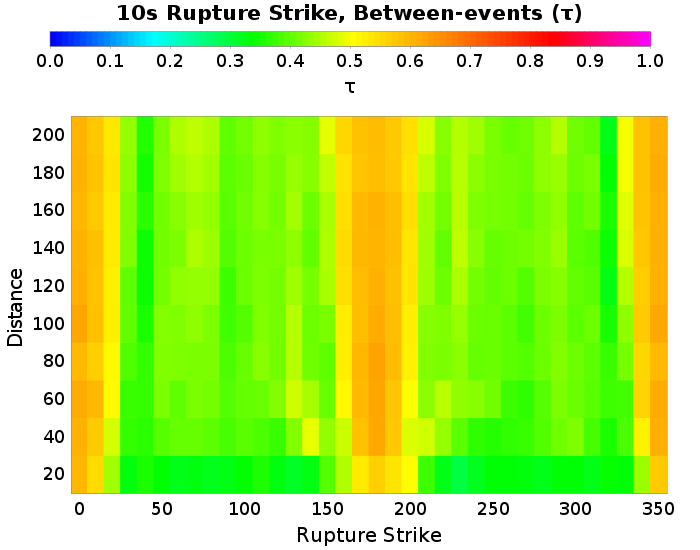 10s Rupture Strike, Between-events (τ)
0.0 0.1 0.2 0.3 0.4 0.5 0.6 0.7 0.8 0.9 1.0
τ
200
180
160
140
120
100
80
60
40
20
Distance
0 50 100 150 200 250 300 350
Rupture Strike